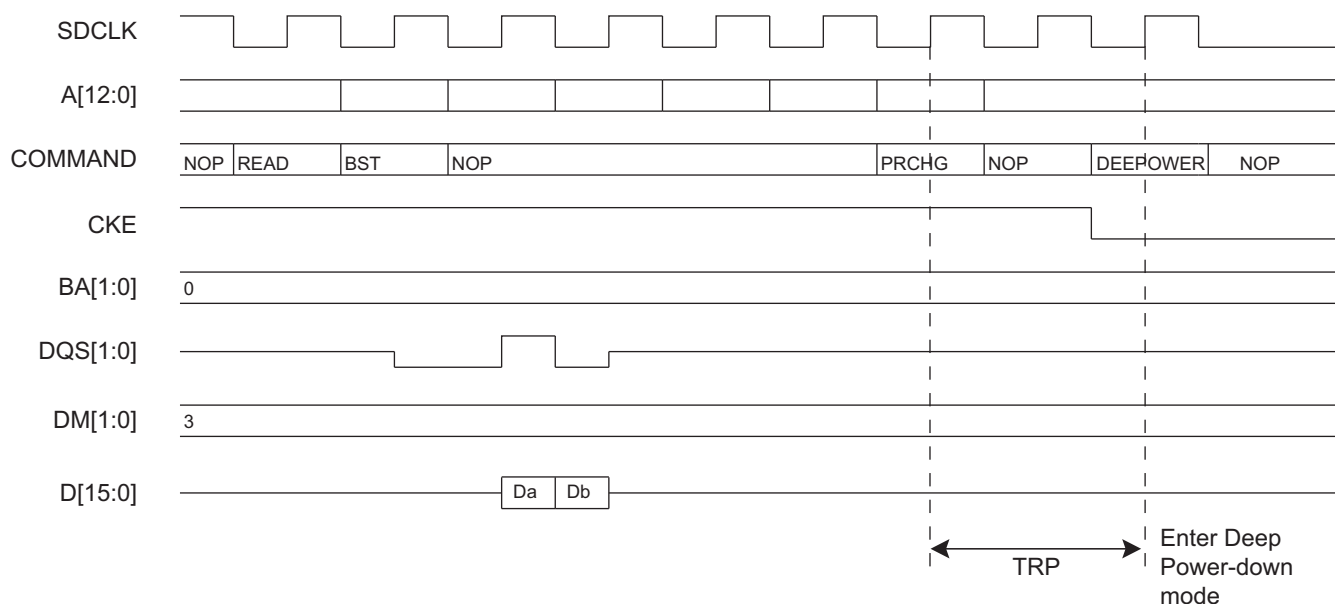 SDCLK
A[12:0]
COMMAND NOP READ BST NOP PRCHG NOP DEEPOWER NOP
CKE
BA[1:0] 0
DQS[1:0]
DM[1:0] 3
D[15:0] Da Db
TRP
Enter Deep
Power-down
mode